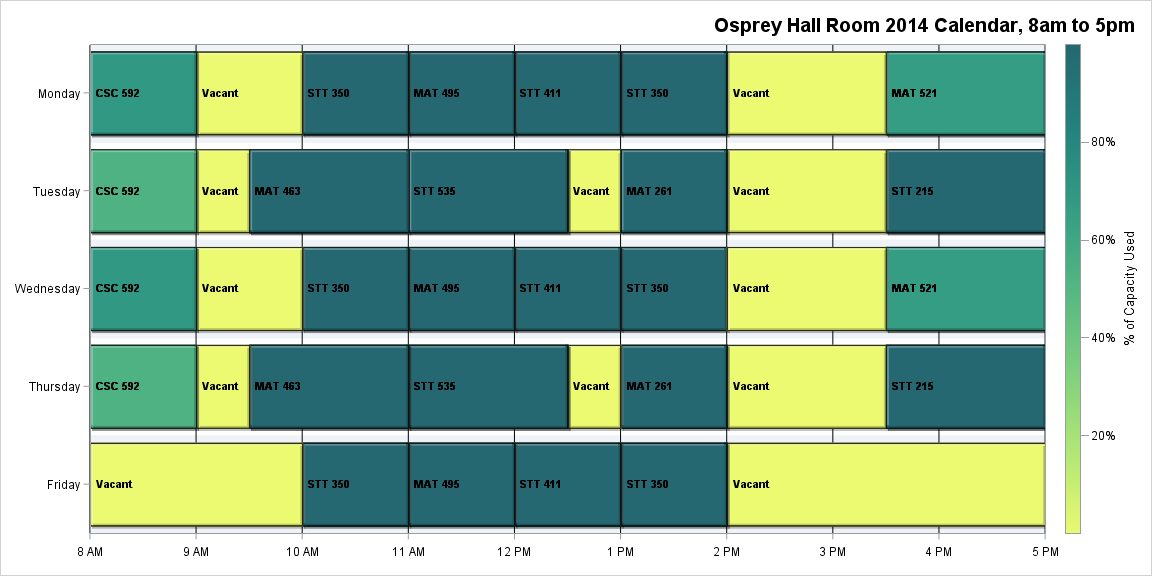 Osprey Hall Room 2014 Calendar, 8am to 5pm
Monday
CSC 592
Vacant
STT 350
MAT 495
STT 411
STT 350
Vacant
MAT 521
Tuesday
CSC 592
Vacant
MAT 463
STT 535
Vacant
MAT 261
Vacant
STT 215
Wednesday
CSC 592
Vacant
STT 350
MAT 495
STT 411
STT 350
Vacant
MAT 521
Thursday
CSC 592
Vacant
MAT 463
STT 535
Vacant
MAT 261
Vacant
STT 215
Friday
Vacant
STT 350
MAT 495
STT 411
STT 350
Vacant
8 AM
9 AM
10 AM
11 AM
12 PM
1 PM
2 PM
3 PM
4 PM
5 PM
80%
60%
40%
20%
% of Capacity Used